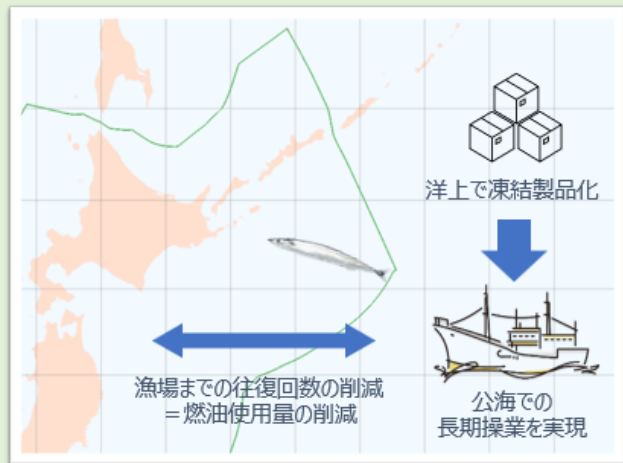 洋上で凍結製品化
漁場までの往復回数の削減
＝燃油使用量の削減
公海での
長期操業を実現